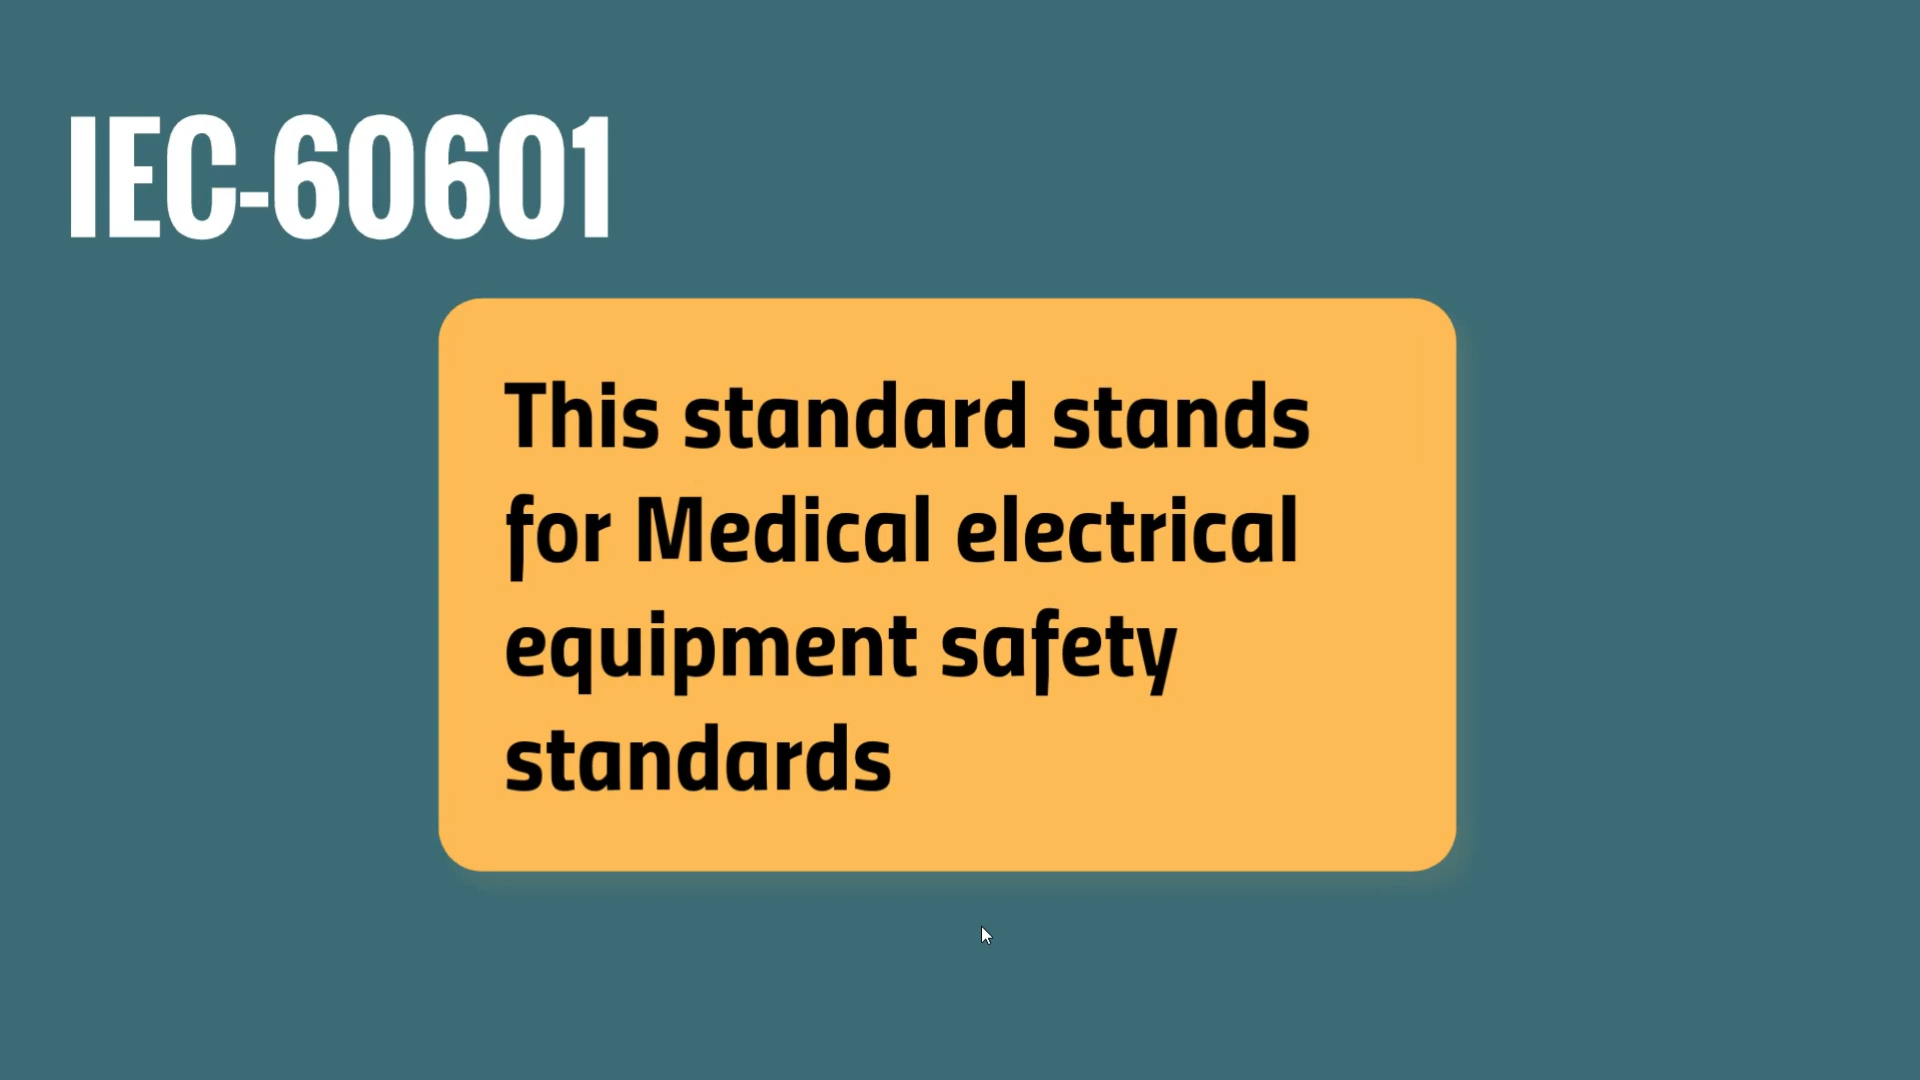 IEC-60601
This standard stands
for Medical electrical
equipment safety
standards